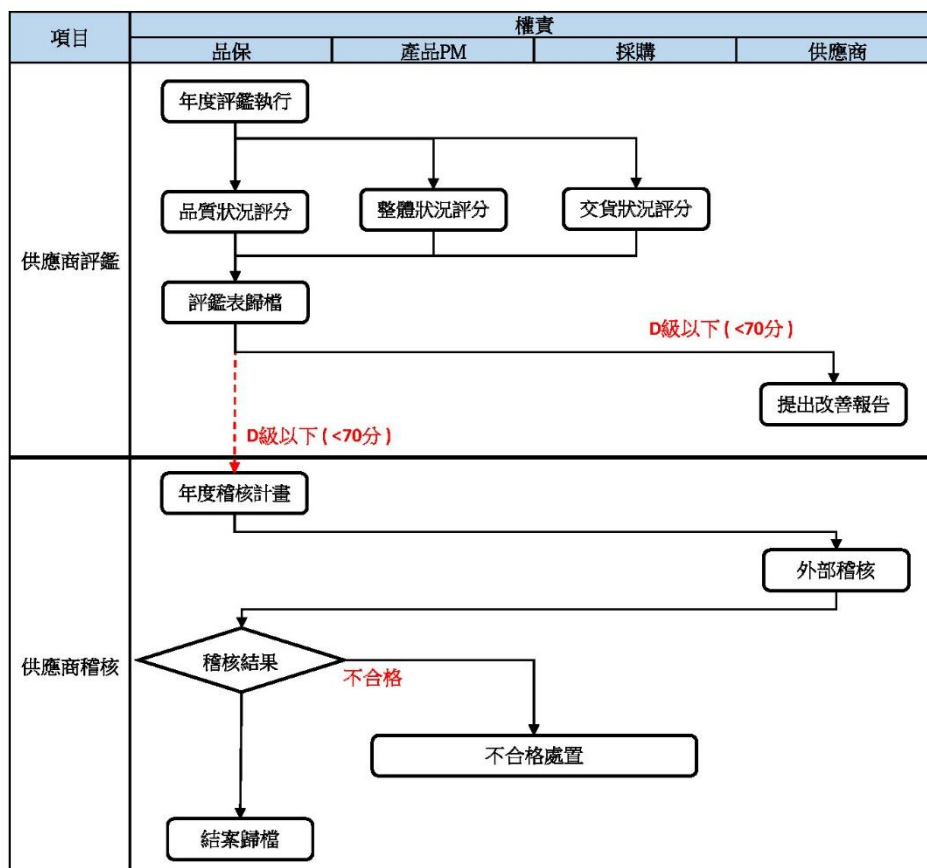 項目
權責
品保
產品PM
採購
供應商
年度評鑑執行
品質狀況評分
整體狀況評分
交貨狀況評分
供應商評鑑
評鑑表歸檔
D級以下 ( <70分 )
提出改善報告
D級以下 ( <70分 )
年度稽核計畫
外部稽核
供應商稽核
稽核結果
不合格
不合格處置
結案歸檔